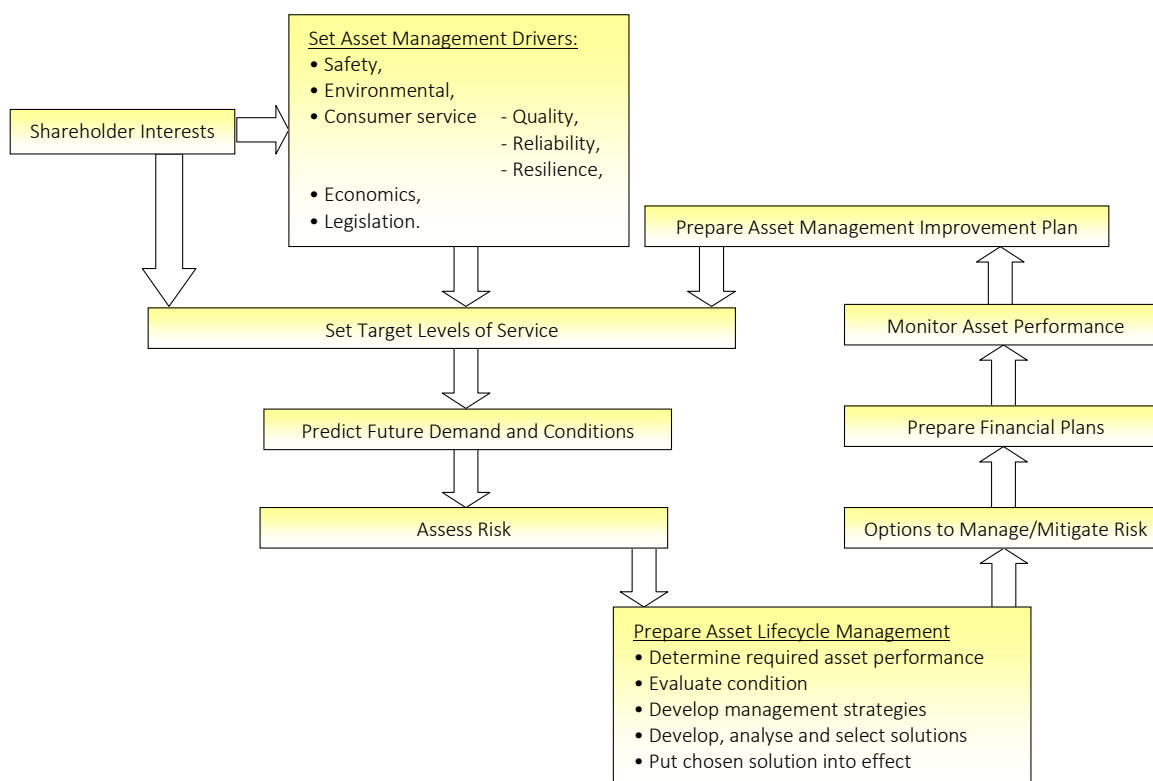 Set Asset Management Drivers:
• Safety,
• Environmental,
• Consumer service - Quality,
- Reliability,
- Resilience,
• Economics,
• Legislation.
Shareholder Interests
Prepare Asset Management Improvement Plan
Set Target Levels of Service
Monitor Asset Performance
Predict Future Demand and Conditions
Prepare Financial Plans
Assess Risk
Options to Manage/Mitigate Risk
Prepare Asset Lifecycle Management
• Determine required asset performance
• Evaluate condition
• Develop management strategies
• Develop, analyse and select solutions
• Put chosen solution into effect